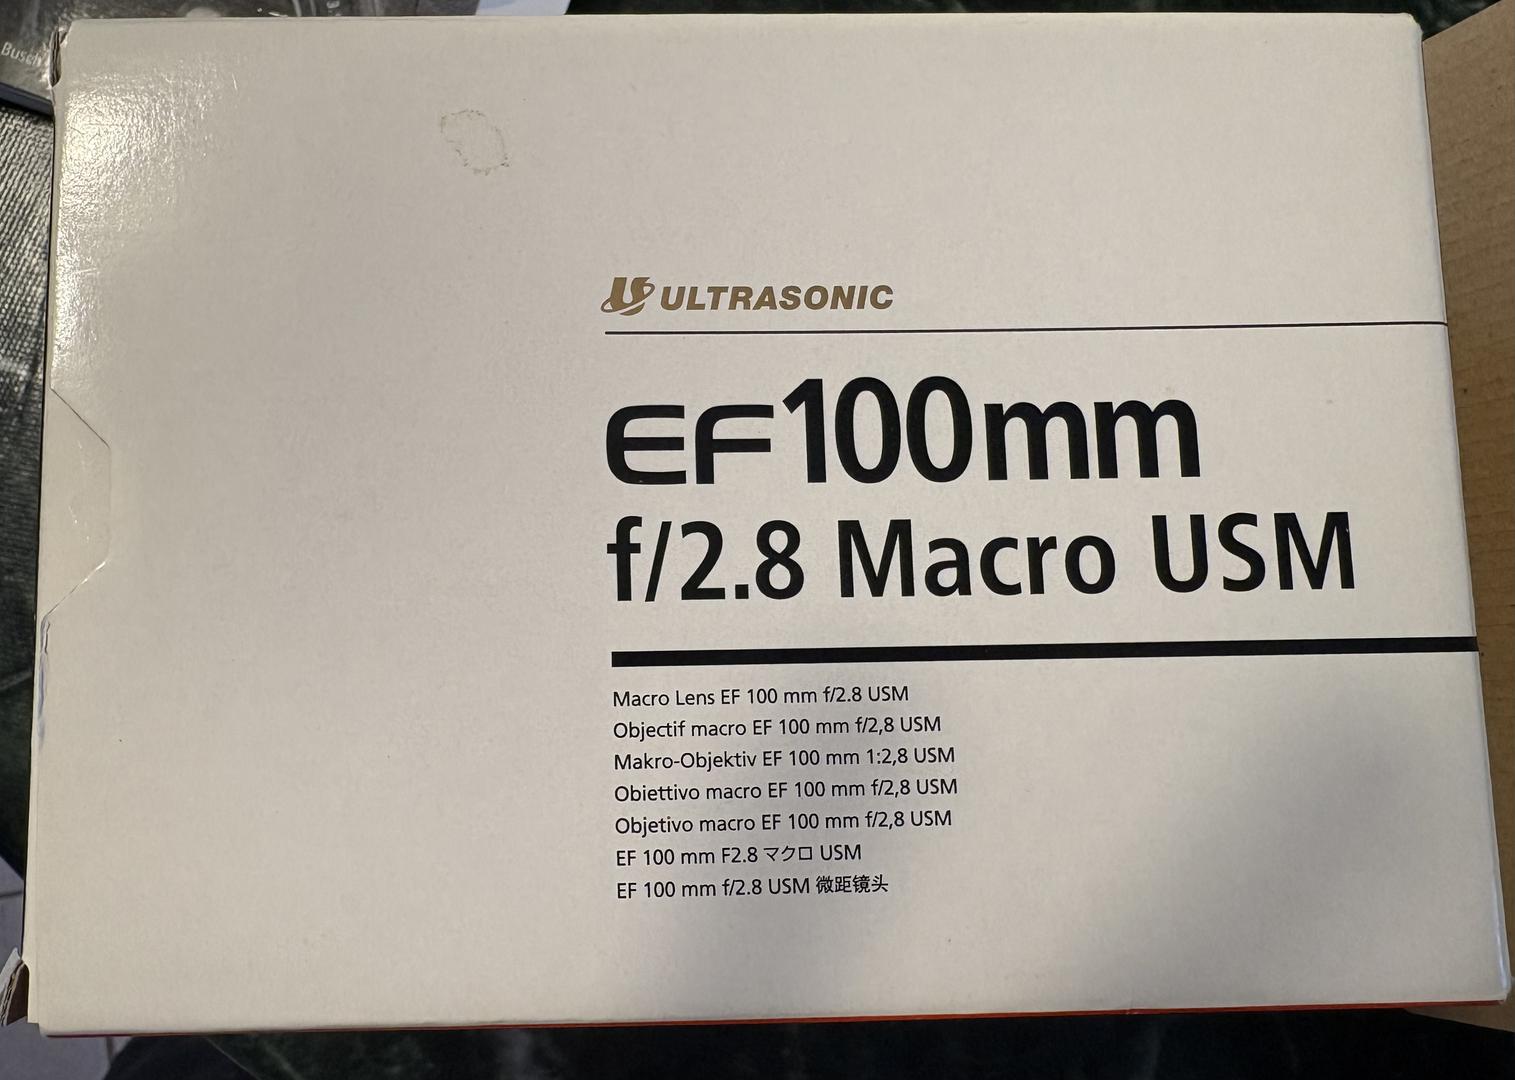 Busch
ULTRASONIC
EF100mm
f/2.8 Macro USM
Macro Lens EF 100 mm f/2.8 USM
Objectif macro EF 100 mm f/2,8 USM
Makro-Objektiv EF 100 mm 1:2,8 USM
Obiettivo macro EF 100 mm f/2,8 USM
Objetivo macro EF 100 mm f/2,8 USM
EF 100 mm F2.8 マクロ USM
EF 100 mm f/2.8 USM 微距镜头